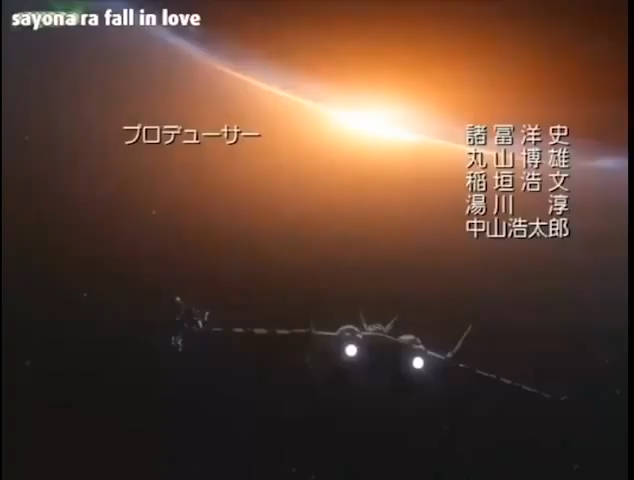 sayona ra fall in love
プロデューサー
諸冨洋史
丸山博雄
稲垣浩文
湯川 淳
中山浩太郎